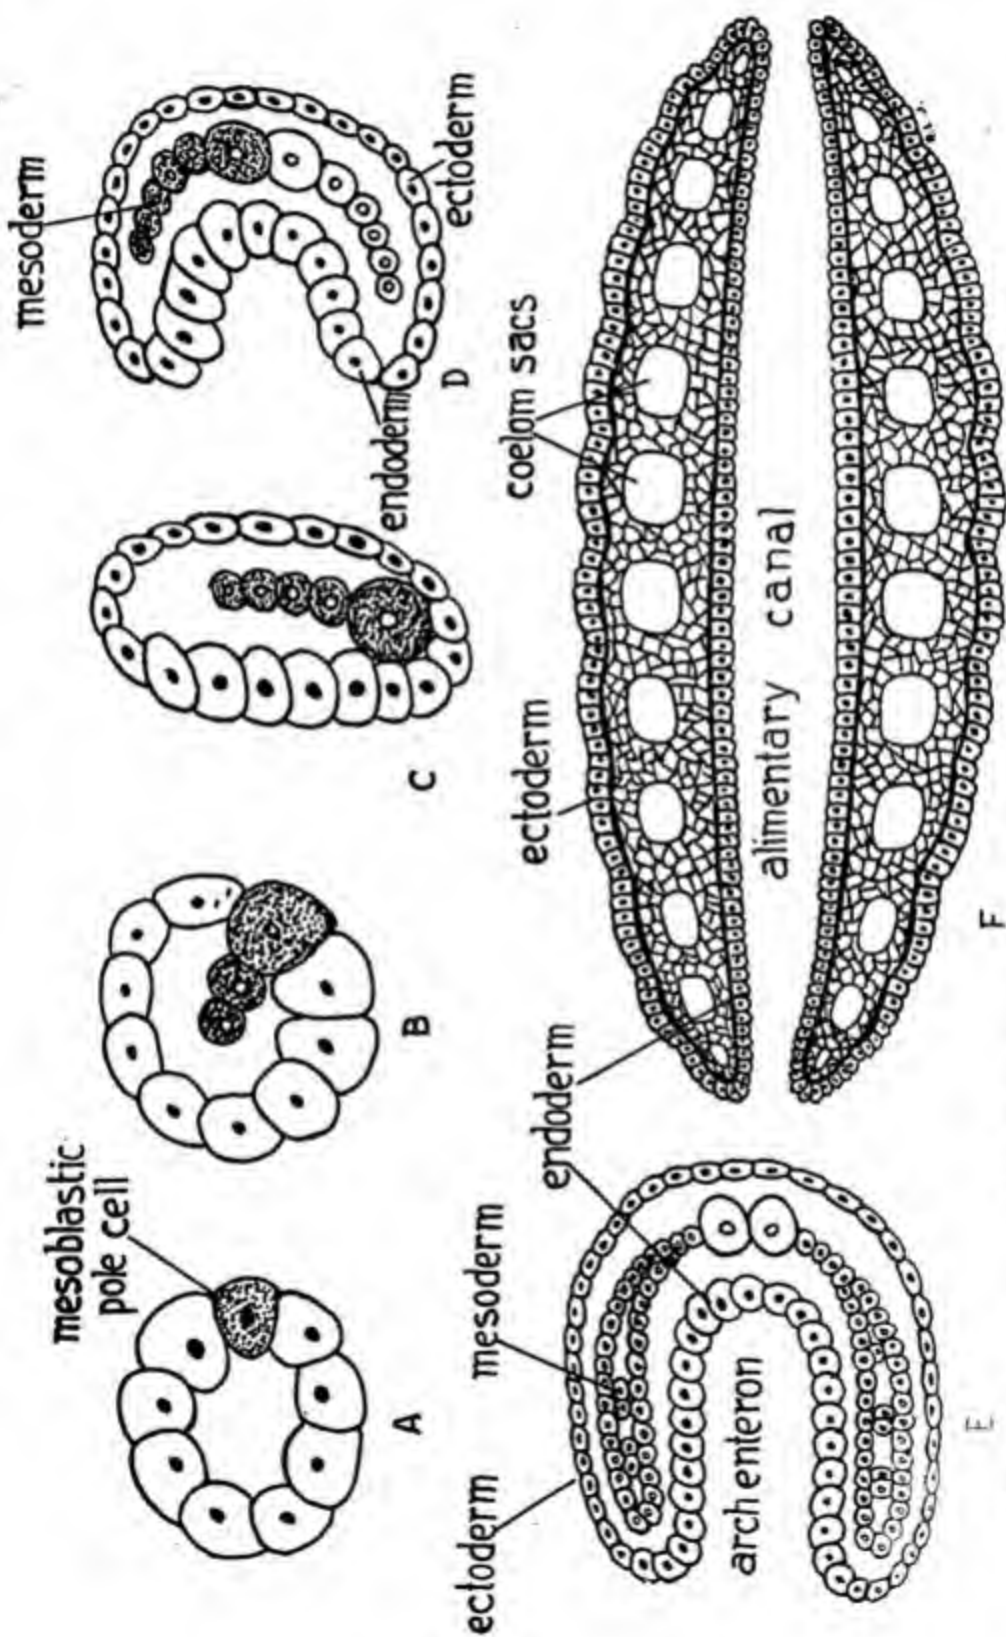 mesoblastic
pole cell
A
B
C
mesoderm
endoderm
ectoderm
D
ectoderm
mesoderm
endoderm
archenteron
E
ectoderm
coelom sacs
alimentary canal
F